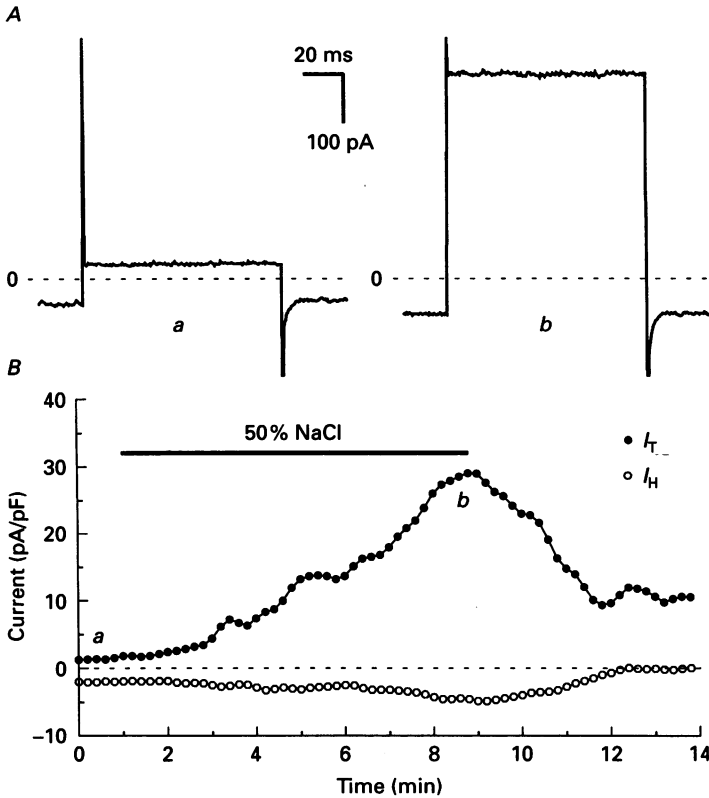 A
20 ms
100 pA
0
0
a
b
B
40
50% NaCl
I_T
30
I_H
b
20
Current (pA/pF)
10
a
0
−10
0 2 4 6 8 10 12 14
Time (min)